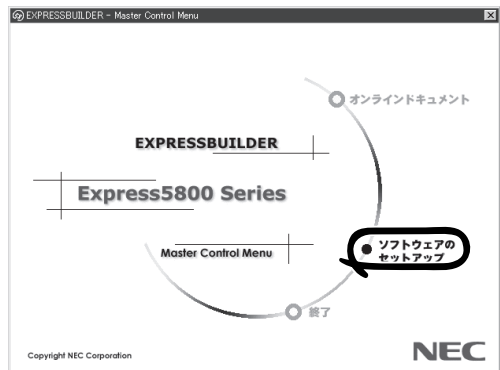 EXPRESSBUILDER - Master Control Menu
オンラインドキュメント
EXPRESSBUILDER
Express5800 Series
ソフトウェアの
セットアップ
Master Control Menu
終了
Copyright NEC Corporation
NEC